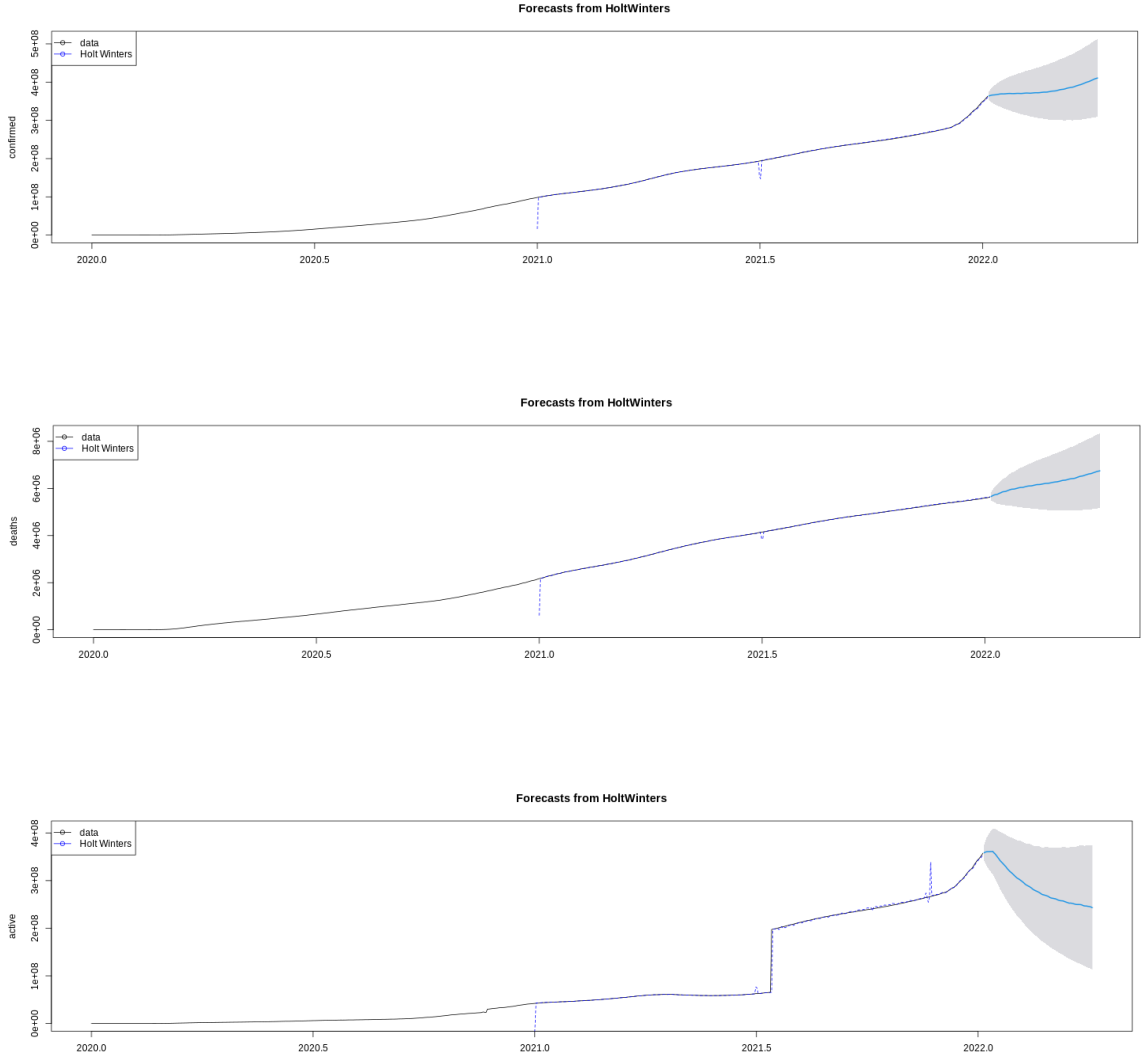 Forecasts from HoltWinters
data
Holt Winters
confirmed
5e+08
4e+08
3e+08
2e+08
1e+08
0e+00
2020.0 2020.5 2021.0 2021.5 2022.0
Forecasts from HoltWinters
data
Holt Winters
deaths
8e+06
6e+06
4e+06
2e+06
0e+00
2020.0 2020.5 2021.0 2021.5 2022.0
Forecasts from HoltWinters
data
Holt Winters
active
4e+08
3e+08
2e+08
1e+08
0e+00
2020.0 2020.5 2021.0 2021.5 2022.0